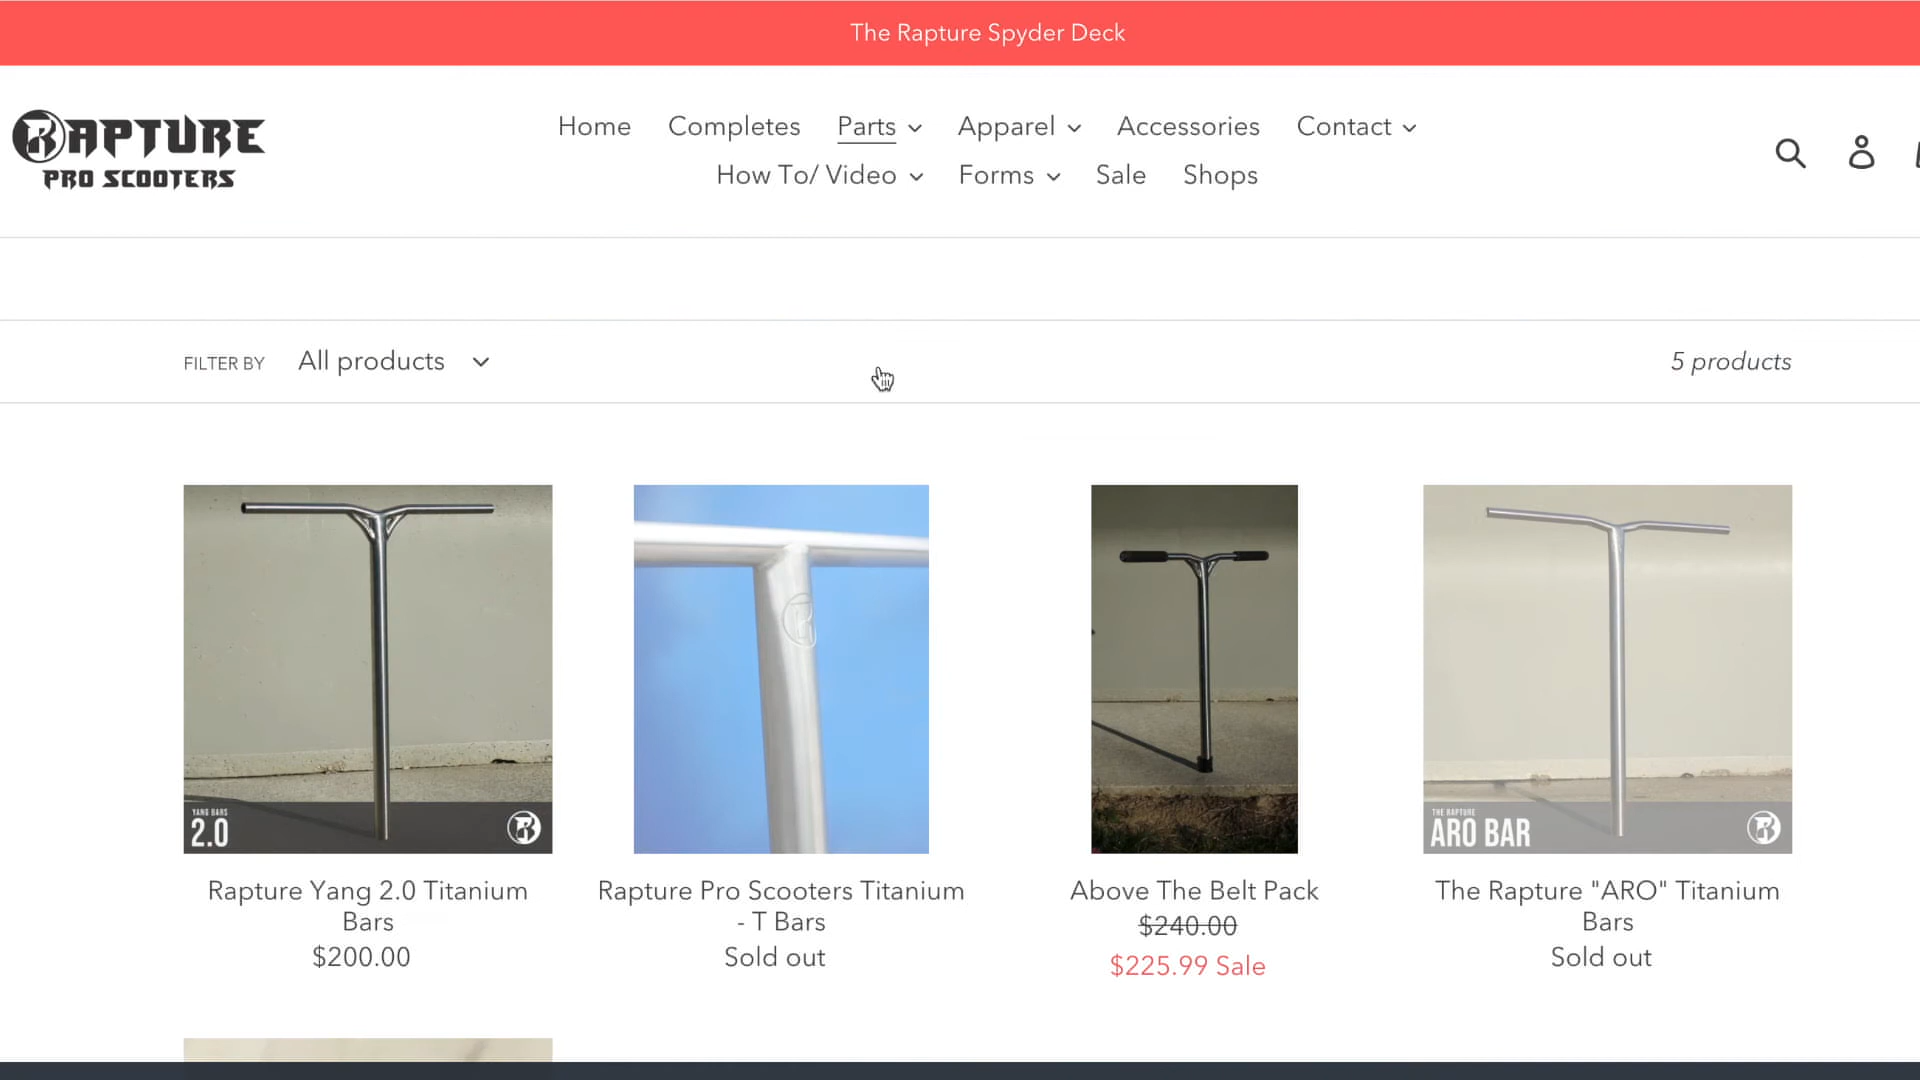 The Rapture Spyder Deck
RAPTURE
PRO SCOOTERS
Home Completes Parts Apparel Accessories Contact
How To/ Video Forms Sale Shops
FILTER BY All products
5 products
YANG BARS
2.0
THE RAPTURE
ARO BAR
Rapture Yang 2.0 Titanium
Bars
$200.00
Rapture Pro Scooters Titanium
- T Bars
Sold out
Above The Belt Pack
$240.00
$225.99 Sale
The Rapture "ARO" Titanium
Bars
Sold out